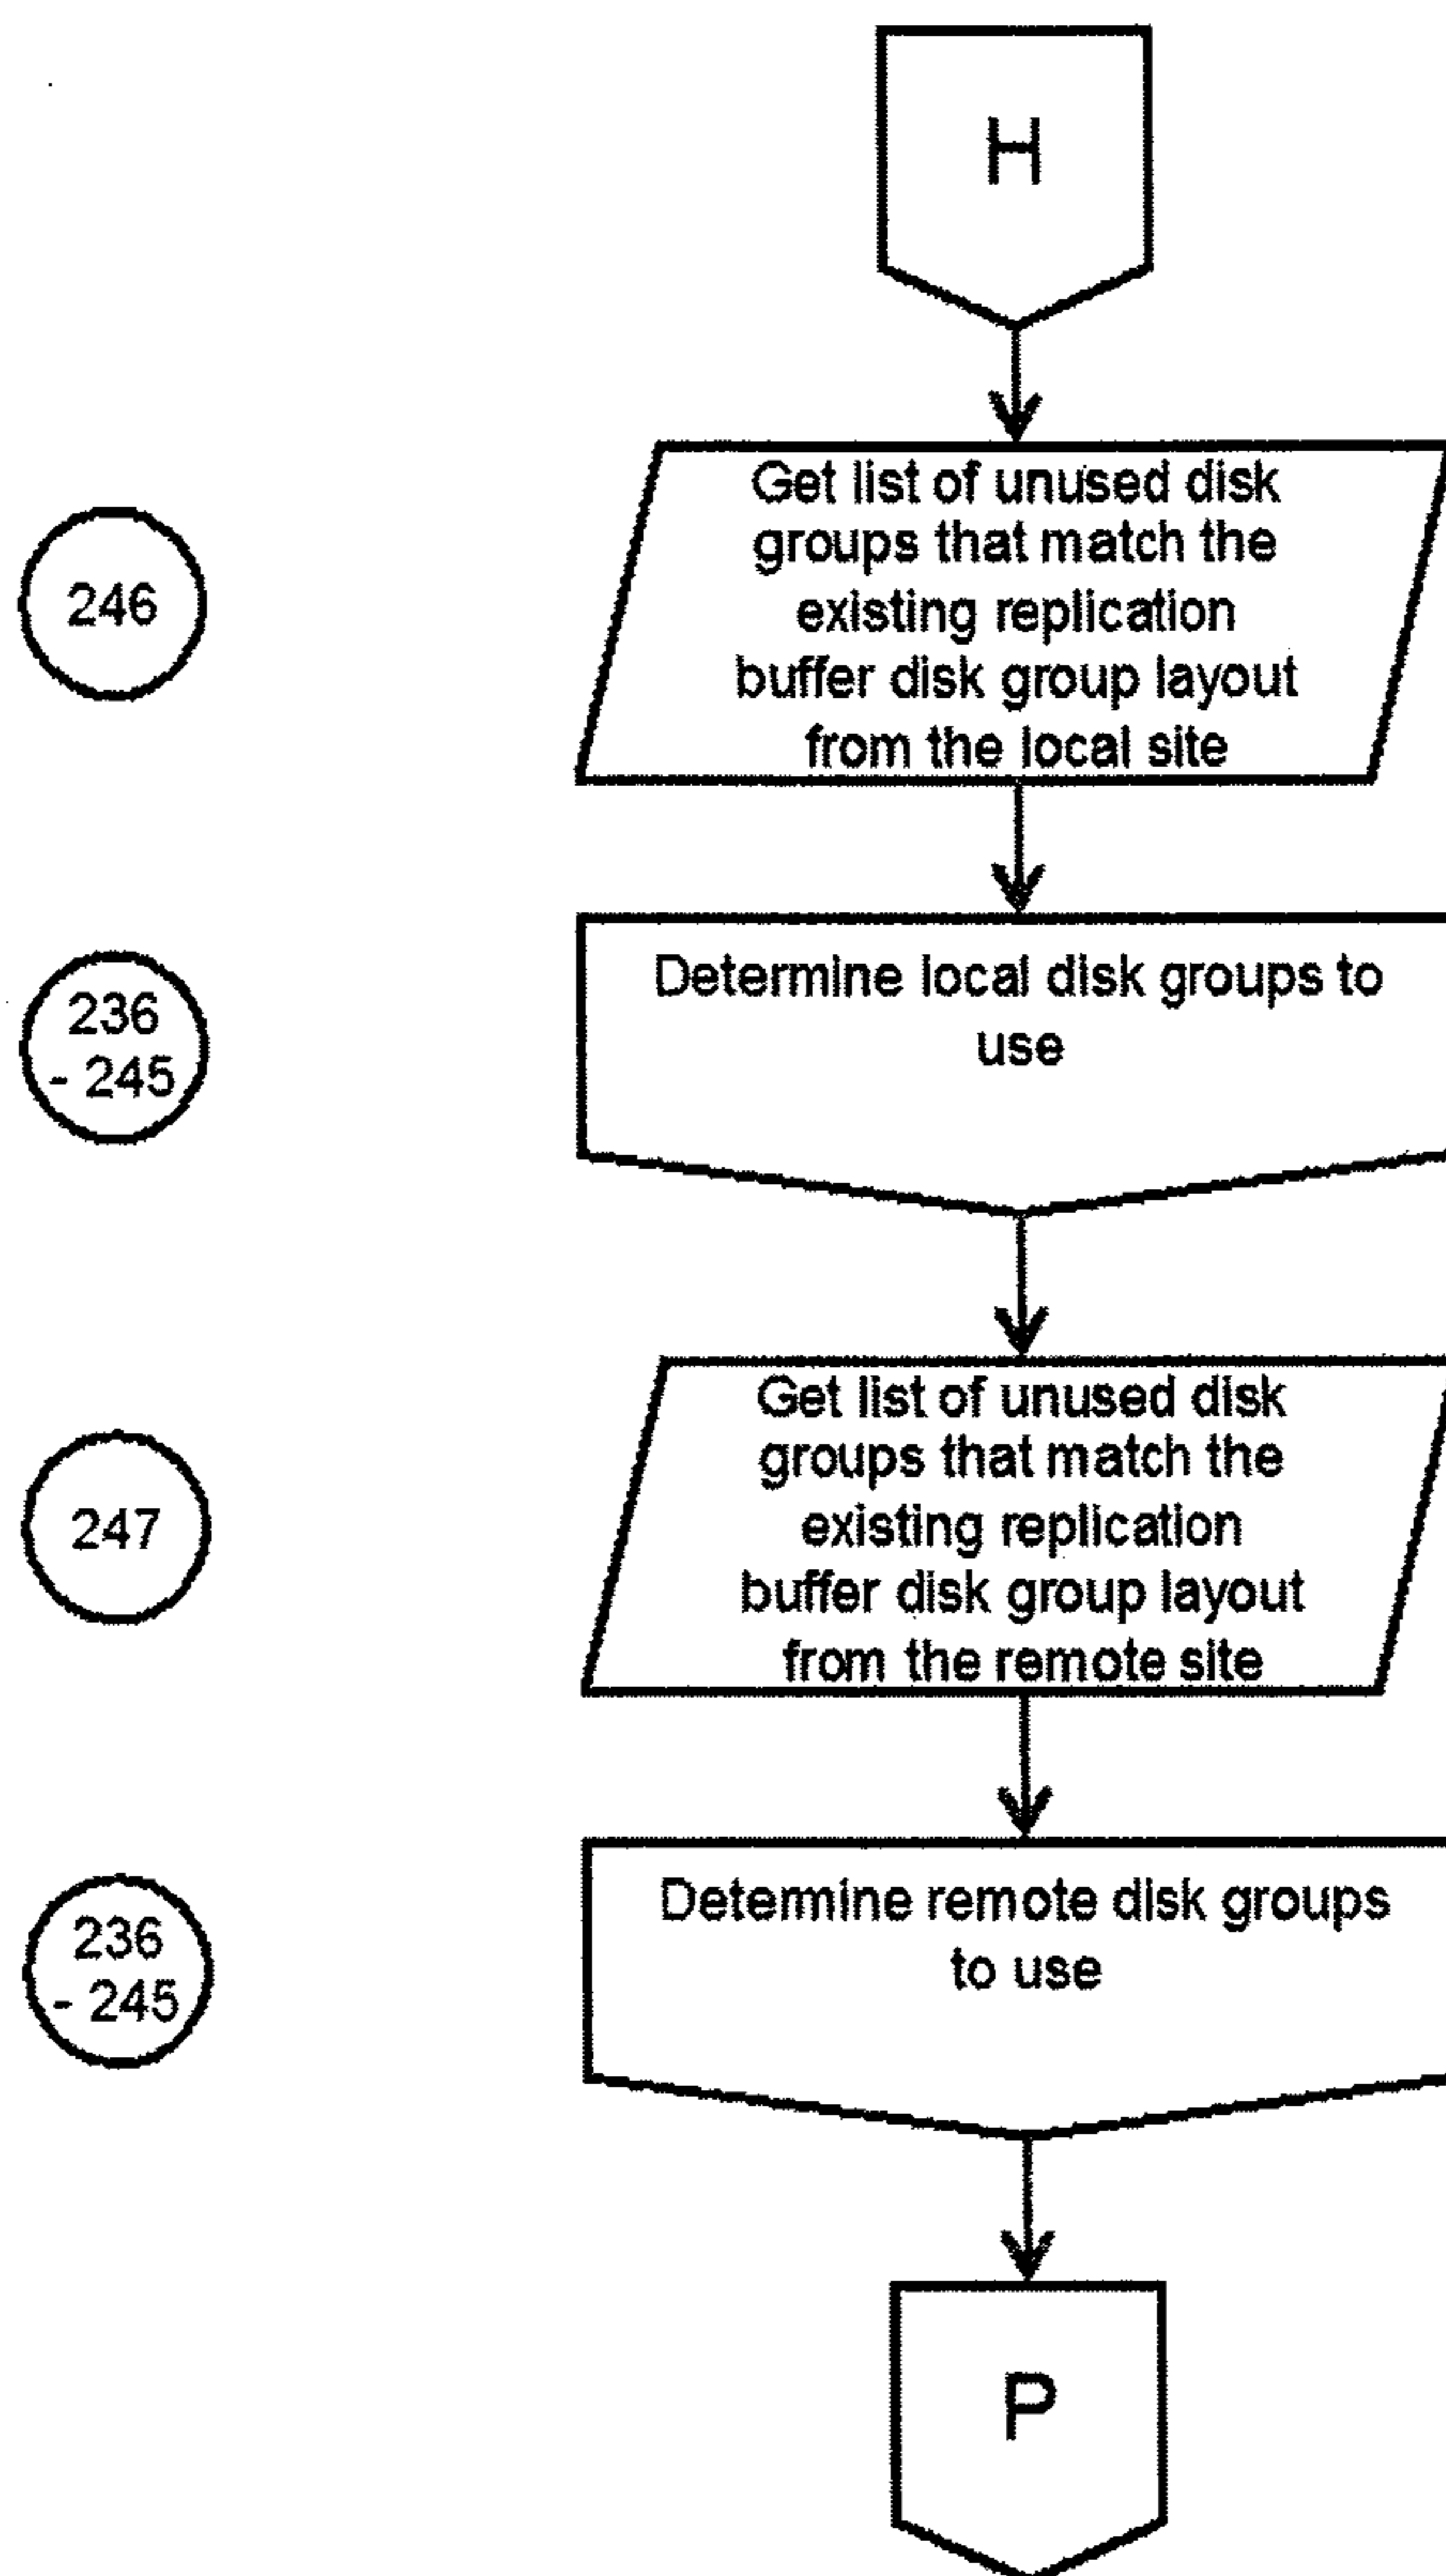 H
246
Get list of unused disk
groups that match the
existing replication
buffer disk group layout
from the local site
236
- 245
Determine local disk groups to
use
247
Get list of unused disk
groups that match the
existing replication
buffer disk group layout
from the remote site
236
- 245
Determine remote disk groups
to use
P